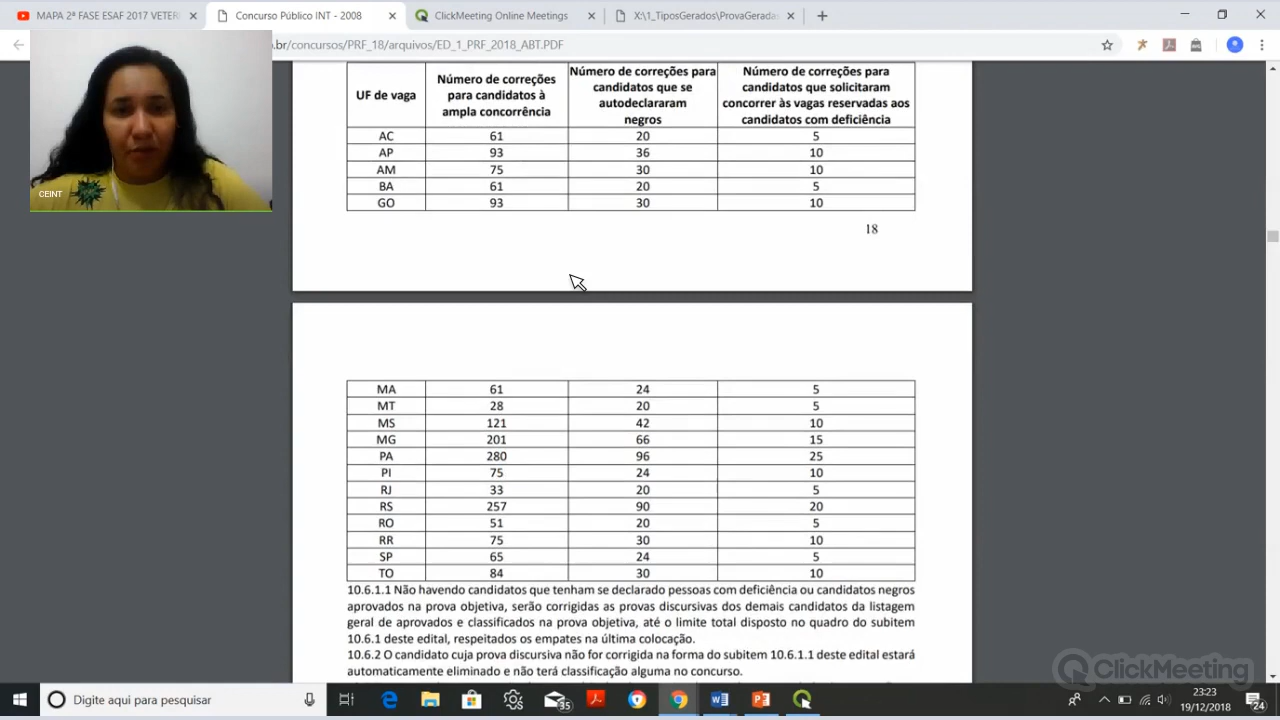 MAPA 2ª FASE ESAF 2017 VETERI
Concurso Público INT - 2008
ClickMeeting Online Meetings
X:\1_TiposGerados\ProvaGerada
.br/concursos/PRF_18/arquivos/ED_1_PRF_2018_ABT.PDF
CEINT
UF de vaga
Número de correções para candidatos à ampla concorrência
Número de correções para candidatos que se autodeclararam negros
Número de correções para candidatos que solicitaram concorrer às vagas reservadas aos candidatos com deficiência
AC 61 20 5
AP 93 36 10
AM 75 30 10
BA 61 20 5
GO 93 30 10
18
MA 61 24 5
MT 28 20 5
MS 121 42 10
MG 201 66 15
PA 280 96 25
PI 75 24 10
RJ 33 20 5
RS 257 90 20
RO 51 20 5
RR 75 30 10
SP 65 24 5
TO 84 30 10
10.6.1.1 Não havendo candidatos que tenham se declarado pessoas com deficiência ou candidatos negros
aprovados na prova objetiva, serão corrigidas as provas discursivas dos demais candidatos da listagem
geral de aprovados e classificados na prova objetiva, até o limite total disposto no quadro do subitem
10.6.1 deste edital, respeitados os empates na última colocação.
10.6.2 O candidato cuja prova discursiva não for corrigida na forma do subitem 10.6.1.1 deste edital estará
automaticamente eliminado e não terá classificação alguma no concurso.
ClickMeeting
Digite aqui para pesquisar
35
23:23
19/12/2018
24